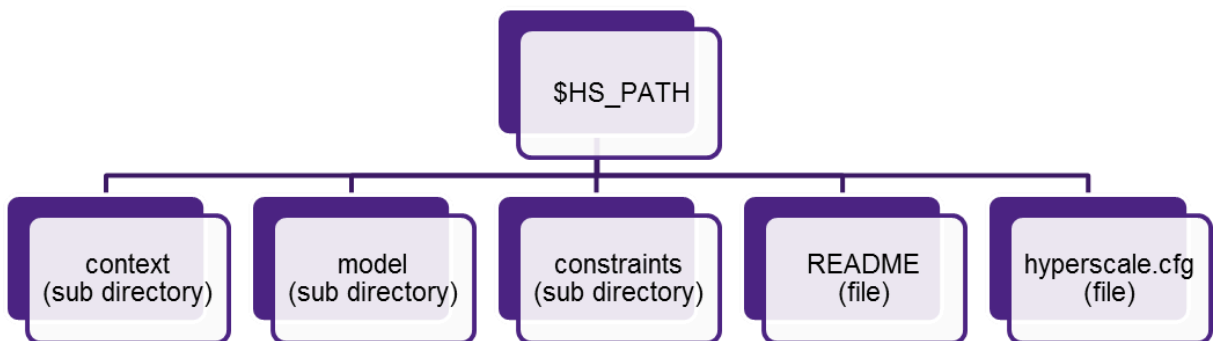 $HS_PATH
context
(sub directory)
model
(sub directory)
constraints
(sub directory)
README
(file)
hyperscale.cfg
(file)